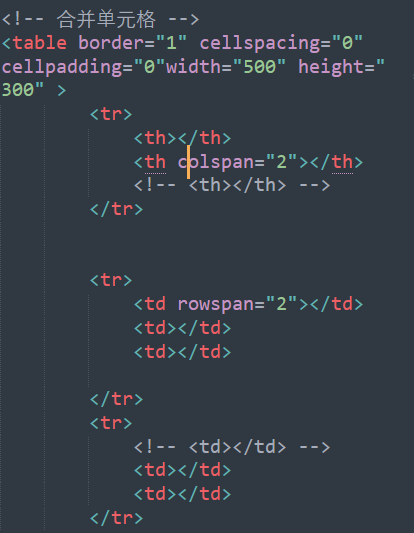 <!-- 合并单元格 -->
<table border="1" cellspacing="0"
cellpadding="0"width="500" height="
300" >
<tr>
<th></th>
<th colspan="2"></th>
<!-- <th></th> -->
</tr>
<tr>
<td rowspan="2"></td>
<td></td>
<td></td>
</tr>
<tr>
<!-- <td></td> -->
<td></td>
<td></td>
</tr>